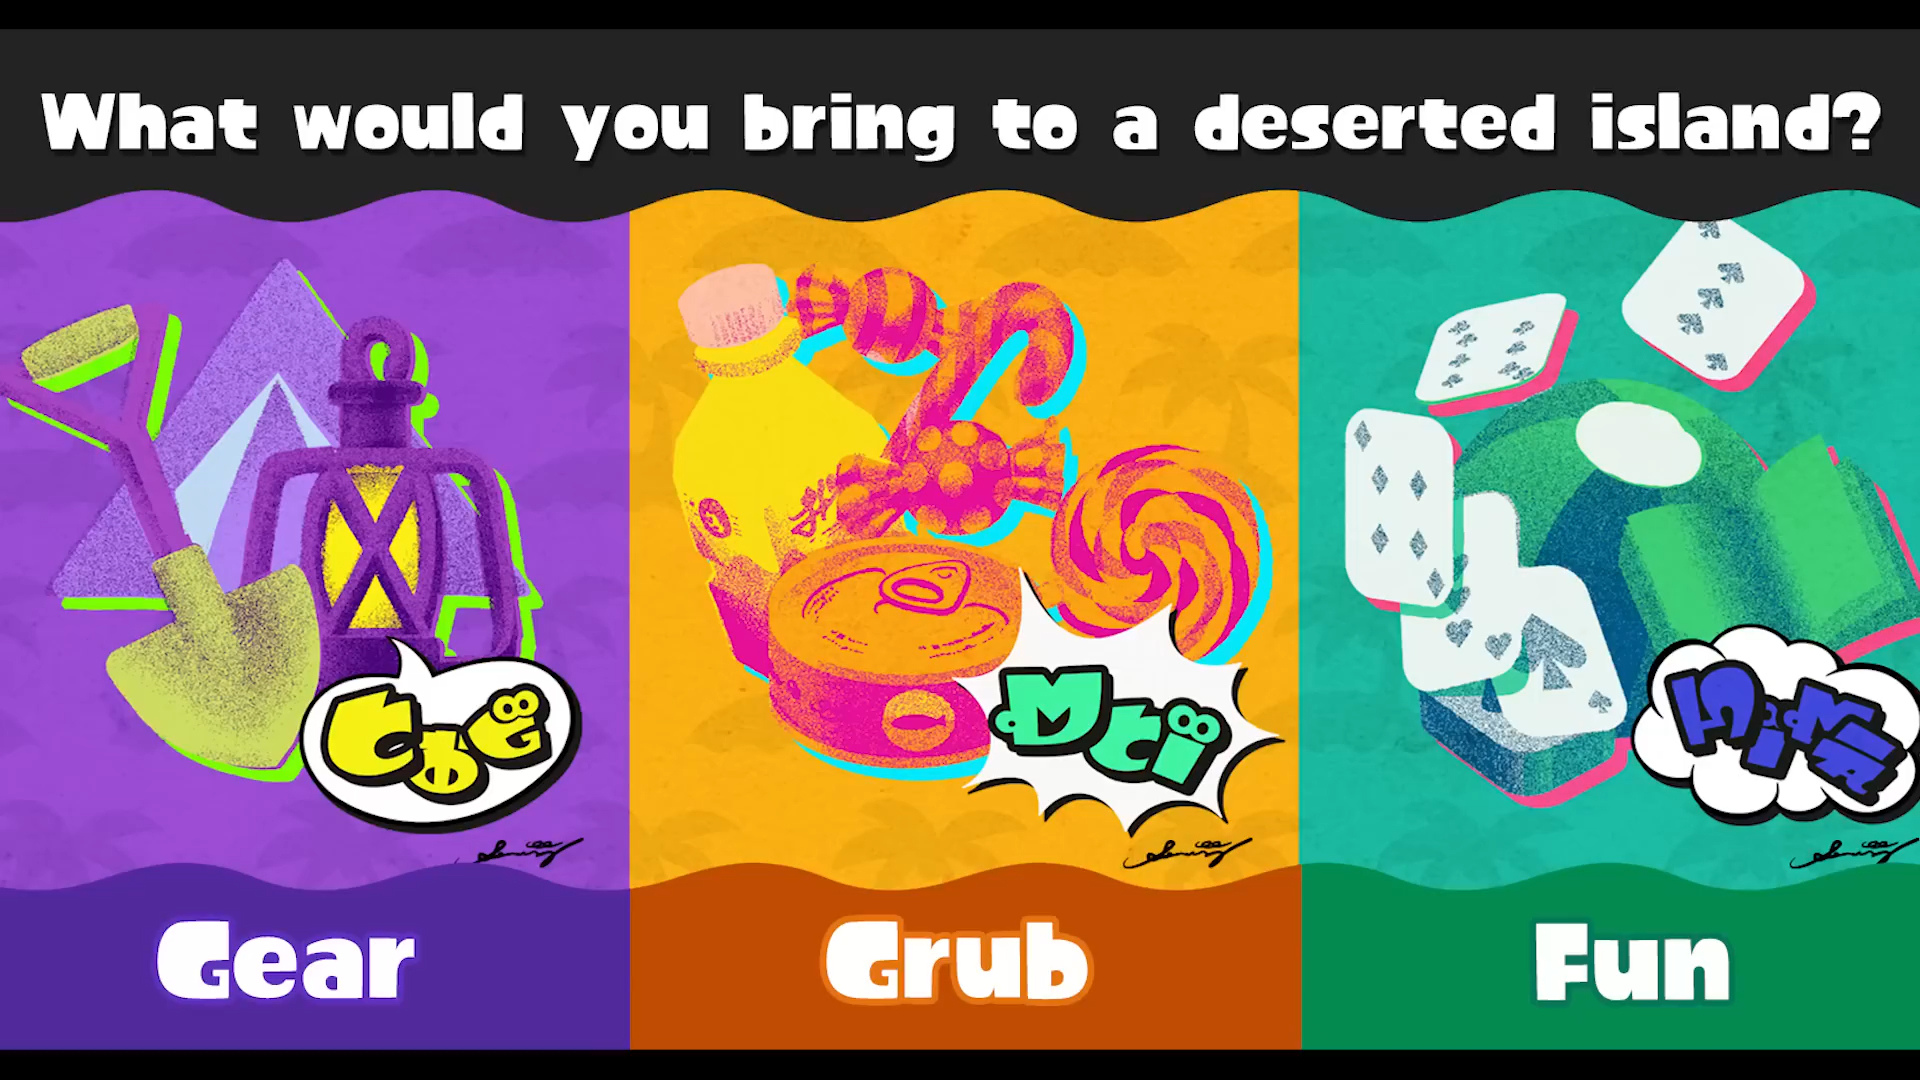 What would you bring to a deserted island?
Gear
Grub
Fun